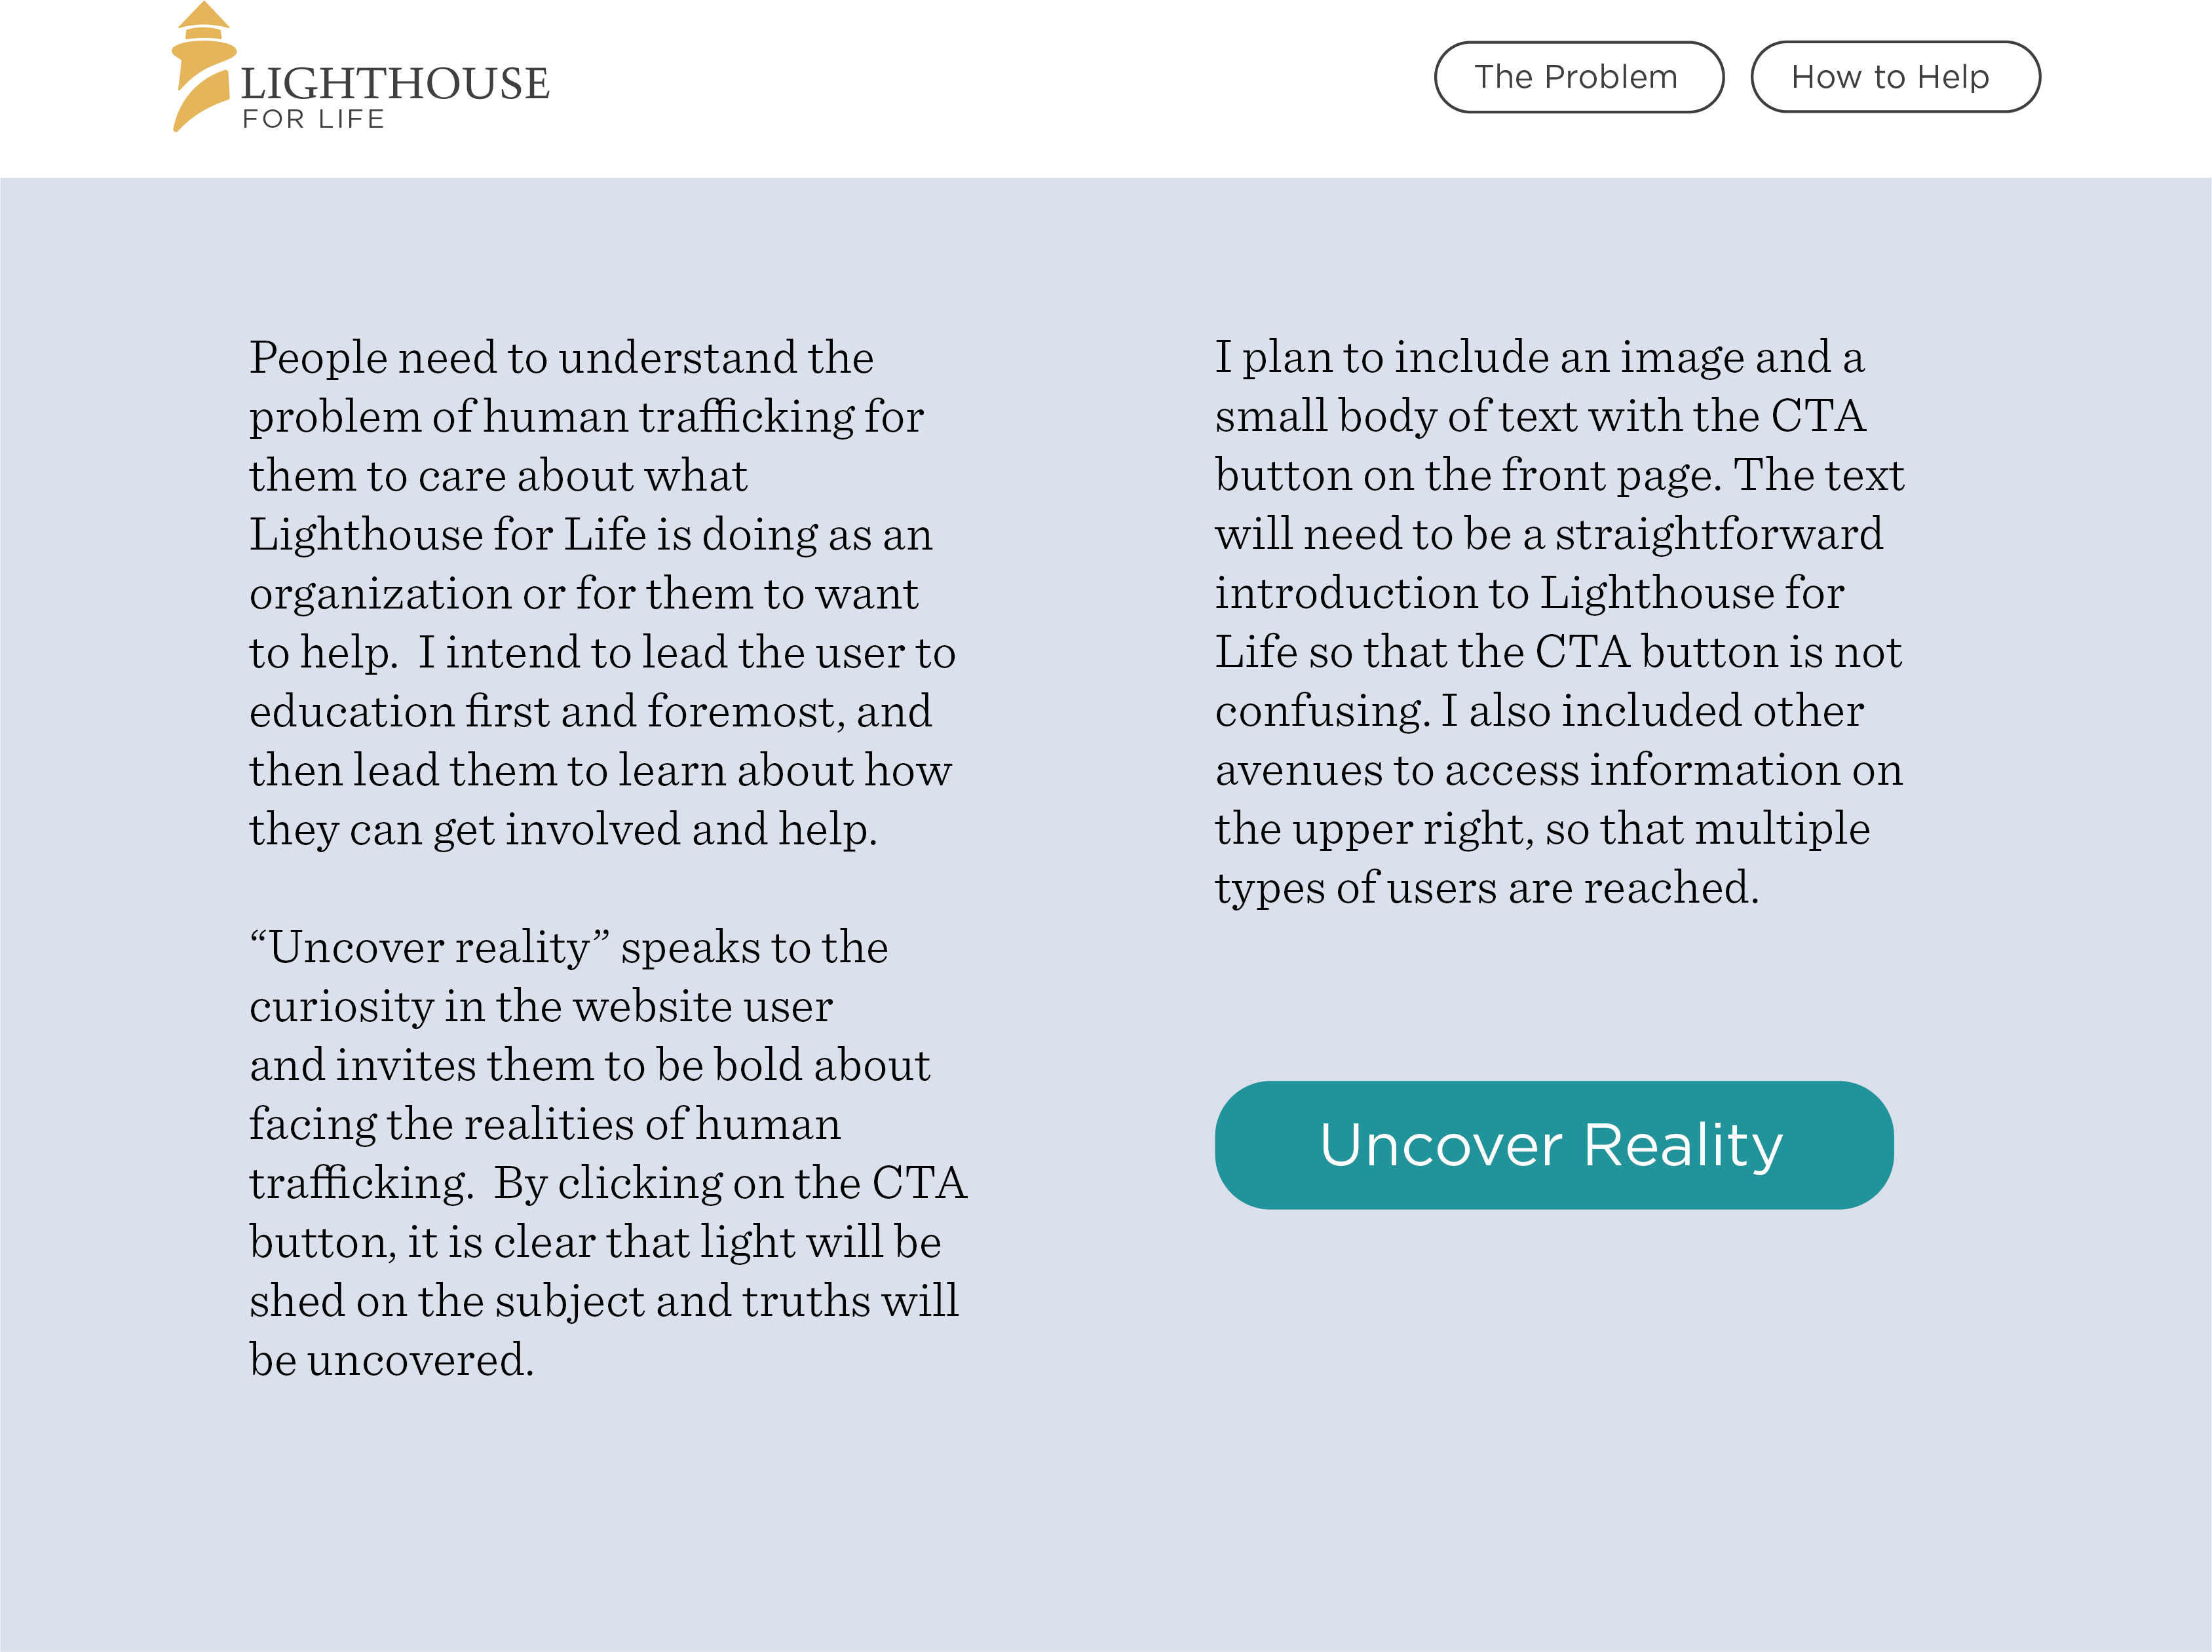 LIGHTHOUSE
FOR LIFE
The Problem
How to Help
People need to understand the
problem of human trafficking for
them to care about what
Lighthouse for Life is doing as an
organization or for them to want
to help.  I intend to lead the user to
education first and foremost, and
then lead them to learn about how
they can get involved and help.
“Uncover reality” speaks to the
curiosity in the website user
and invites them to be bold about
facing the realities of human
trafficking.  By clicking on the CTA
button, it is clear that light will be
shed on the subject and truths will
be uncovered.
I plan to include an image and a
small body of text with the CTA
button on the front page. The text
will need to be a straightforward
introduction to Lighthouse for
Life so that the CTA button is not
confusing. I also included other
avenues to access information on
the upper right, so that multiple
types of users are reached.
Uncover Reality